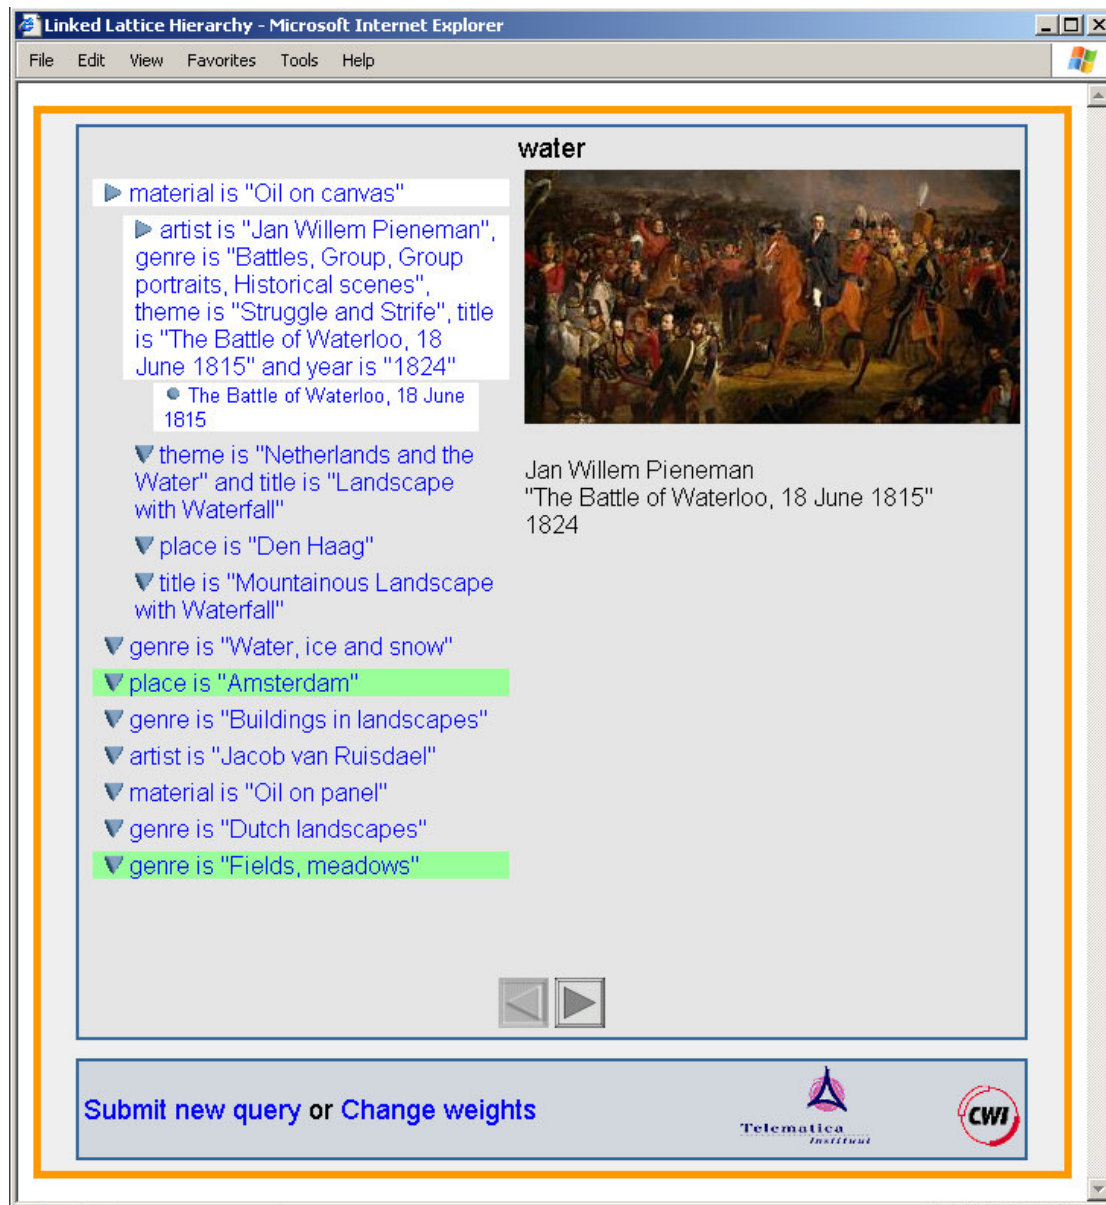 Linked Lattice Hierarchy - Microsoft Internet Explorer
File Edit View Favorites Tools Help
water
material is "Oil on canvas"
artist is "Jan Willem Pieneman",
genre is "Battles, Group, Group
portraits, Historical scenes",
theme is "Struggle and Strife", title
is "The Battle of Waterloo, 18
June 1815" and year is "1824"
The Battle of Waterloo, 18 June
1815
theme is "Netherlands and the
Water" and title is "Landscape
with Waterfall"
place is "Den Haag"
title is "Mountainous Landscape
with Waterfall"
genre is "Water, ice and snow"
place is "Amsterdam"
genre is "Buildings in landscapes"
artist is "Jacob van Ruisdael"
material is "Oil on panel"
genre is "Dutch landscapes"
genre is "Fields, meadows"
Jan Willem Pieneman
"The Battle of Waterloo, 18 June 1815"
1824
Submit new query or Change weights
Telematica
Instituut
CWI